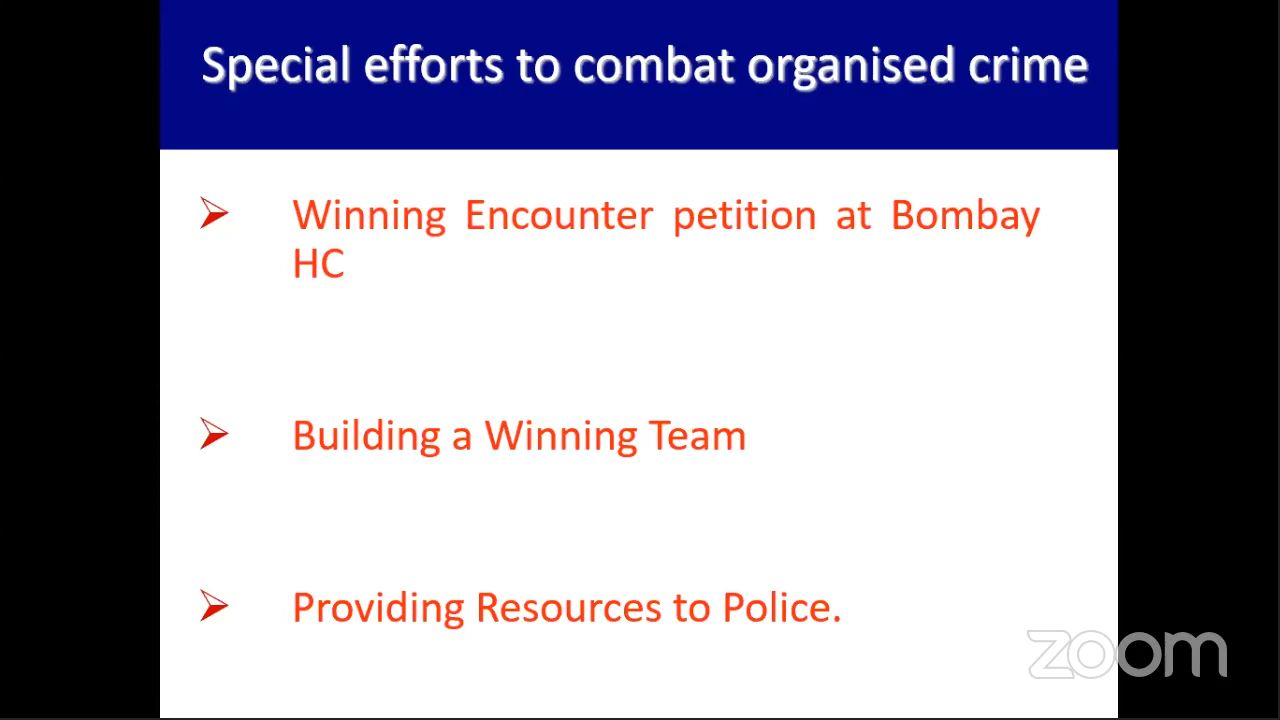 Special efforts to combat organised crime
Winning Encounter petition at Bombay
HC
Building a Winning Team
Providing Resources to Police.
zoom